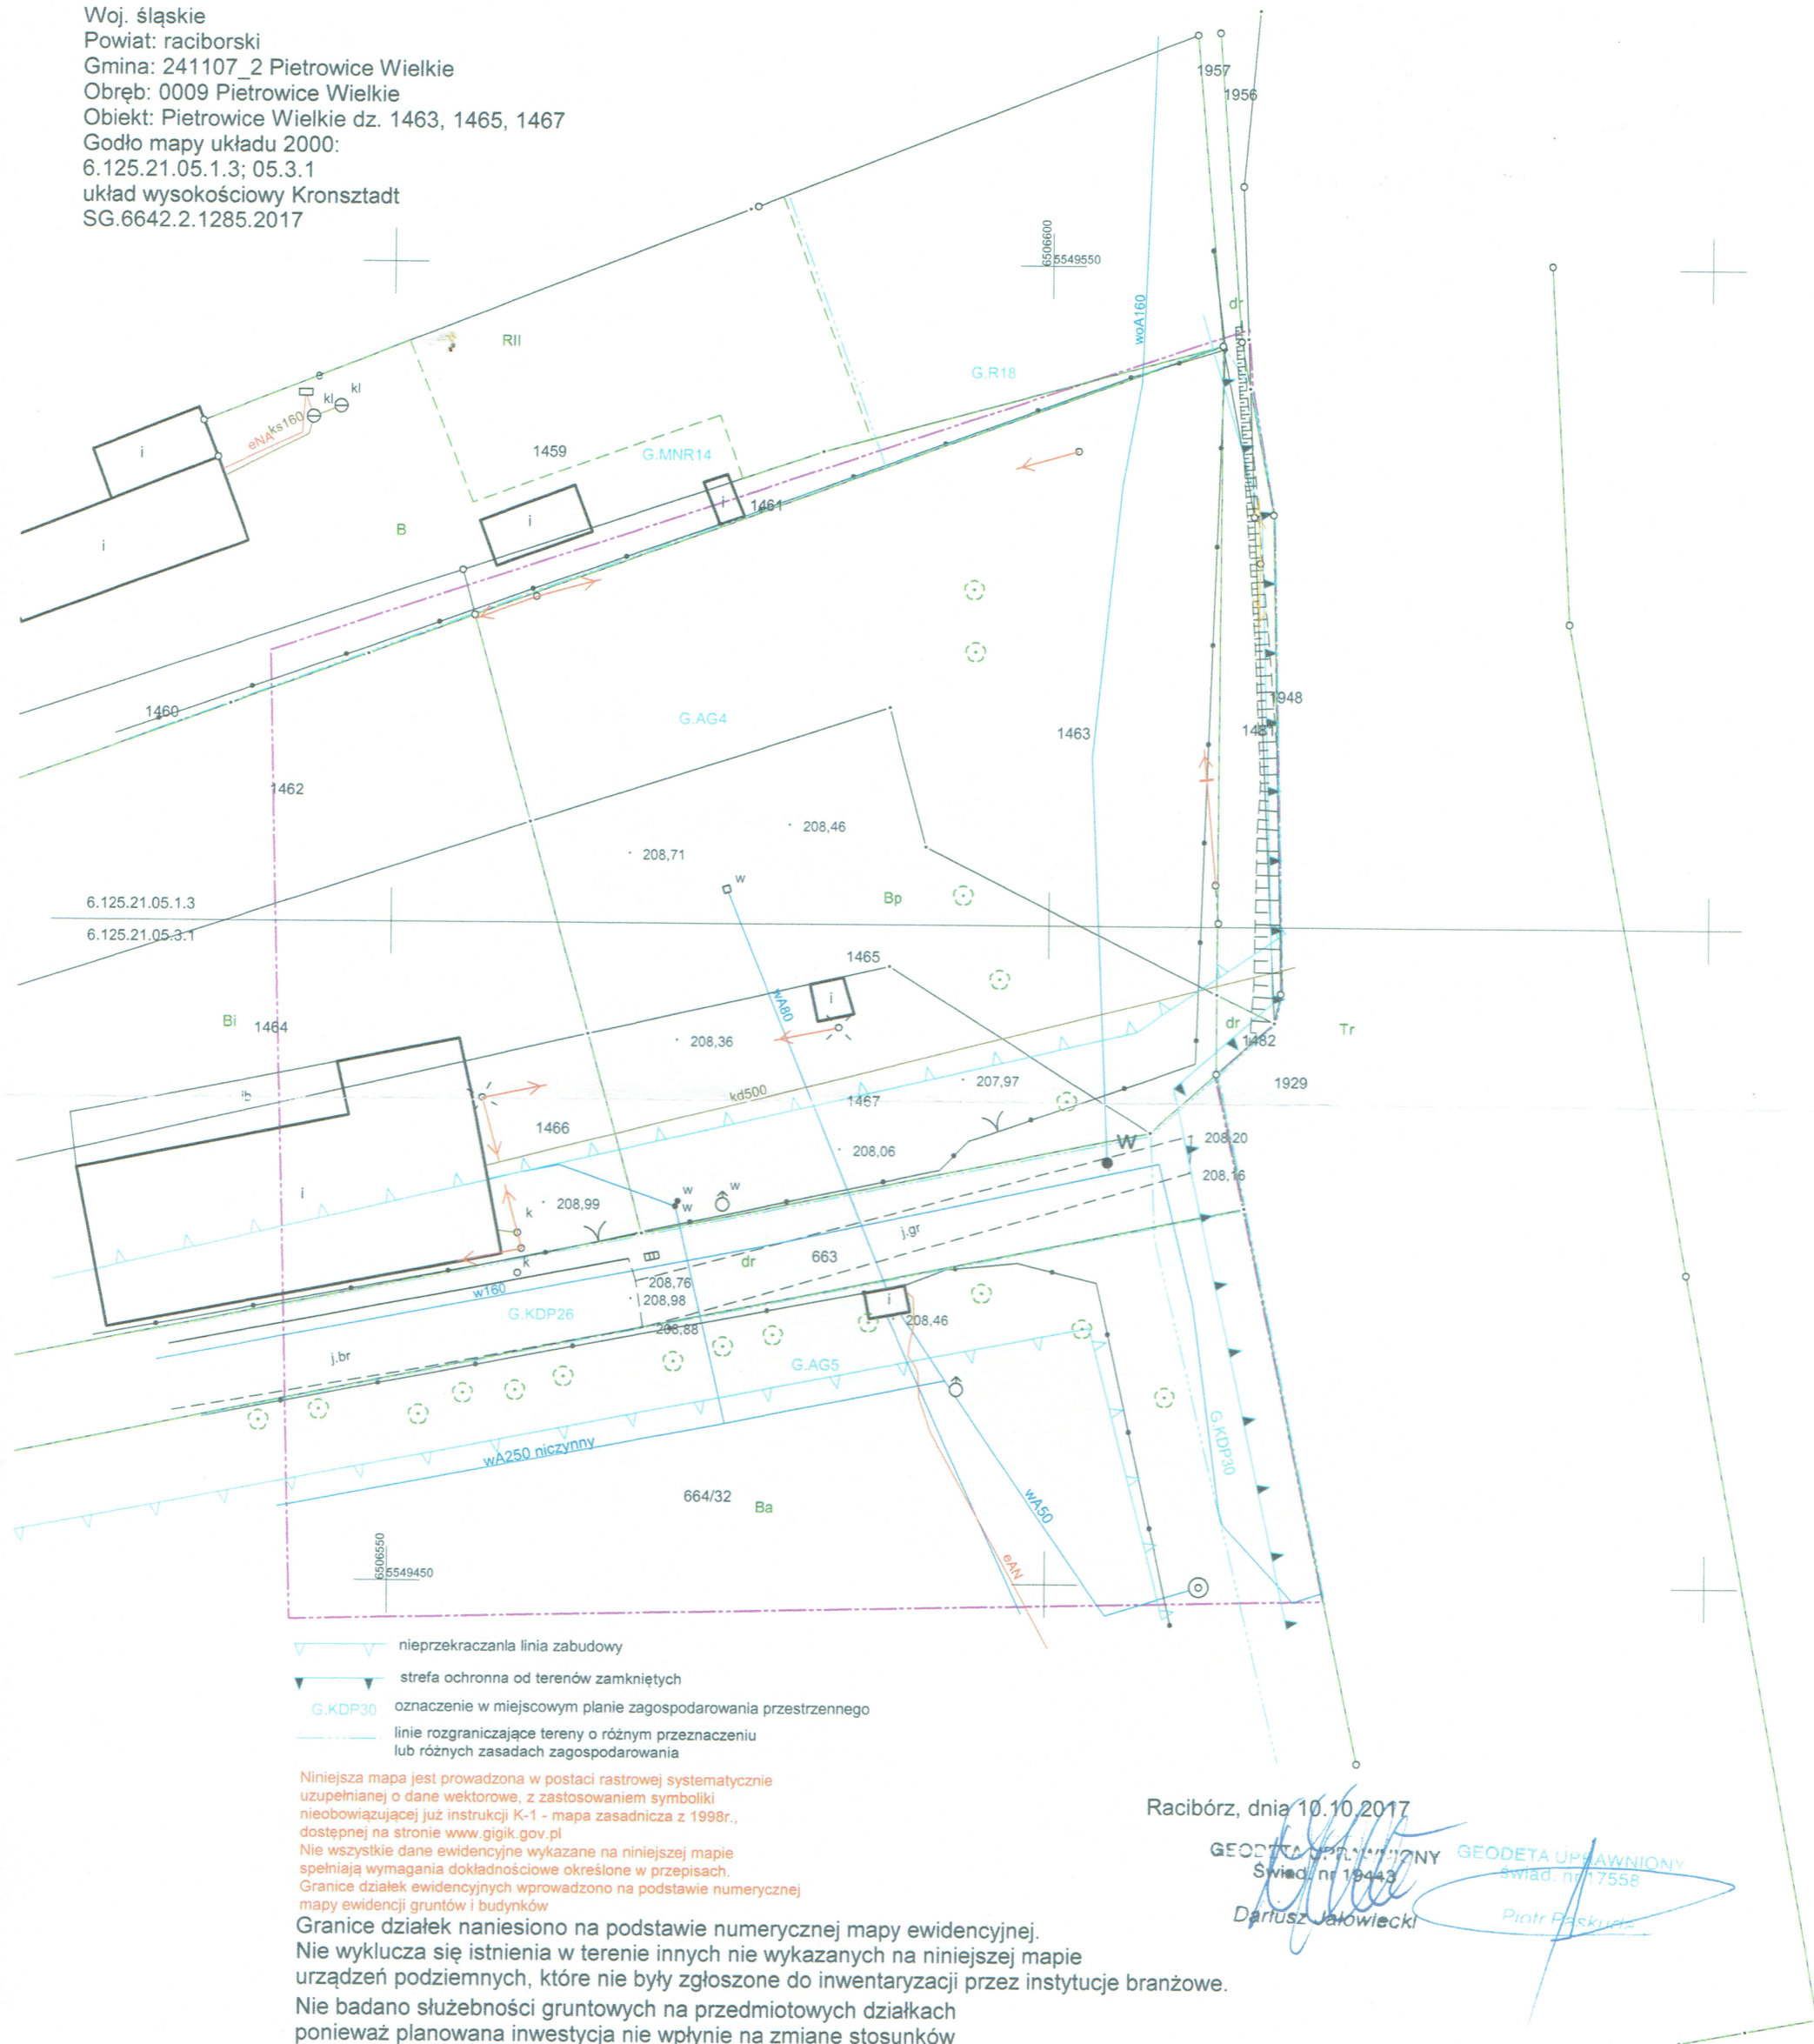 Woj. śląskie
Powiat: raciborski
Gmina: 241107_2 Pietrowice Wielkie
Obręb: 0009 Pietrowice Wielkie
Obiekt: Pietrowice Wielkie dz. 1463, 1465, 1467
Godło mapy układu 2000:
6.125.21.05.1.3; 05.3.1
układ wysokościowy Kronsztadt
SG.6642.2.1285.2017
1957
1956
6506600
5549550
woA160
dr
RII
G.R18
e
kl
kl
eNA
ks160
i
i
1459
G.MNR14
i
i
1461
B
1460
G.AG4
1463
1948
1481
1462
208,46
208,71
w
Bp
6.125.21.05.1.3
6.125.21.05.3.1
1465
wA80
i
Bi
1464
208,36
dr
1482
Tr
207,97
1929
kd500
1467
1466
208,06
W
208,20
208,16
i
208,99
w
w
w
k
k
j.gr
663
dr
208,76
208,98
208,88
w160
G.KDP26
i
208,46
j.br
G.AG5
G.KDP30
wA250 niczynny
664/32
Ba
wA50
eAN
6506550
5549450
nieprzekraczanla linia zabudowy
strefa ochronna od terenów zamkniętych
G.KDP30 oznaczenie w miejscowym planie zagospodarowania przestrzennego
linie rozgraniczające tereny o różnym przeznaczeniu
lub różnych zasadach zagospodarowania
Niniejsza mapa jest prowadzona w postaci rastrowej systematycznie
uzupełnianej o dane wektorowe, z zastosowaniem symboliki
nieobowiązującej już instrukcji K-1 - mapa zasadnicza z 1998r.,
dostępnej na stronie www.gigik.gov.pl
Nie wszystkie dane ewidencyjne wykazane na niniejszej mapie
spełniają wymagania dokładnościowe określone w przepisach.
Granice działek ewidencyjnych wprowadzono na podstawie numerycznej
mapy ewidencji gruntów i budynków
Granice działek naniesiono na podstawie numerycznej mapy ewidencyjnej.
Nie wyklucza się istnienia w terenie innych nie wykazanych na niniejszej mapie
urządzeń podziemnych, które nie były zgłoszone do inwentaryzacji przez instytucje branżowe.
Nie badano służebności gruntowych na przedmiotowych działkach
ponieważ planowana inwestycja nie wpłynie na zmianę stosunków
Racibórz, dnia 10.10.2017
GEODETA UPRAWNIONY
Świad. nr 19443
Dariusz Jałowiecki
GEODETA UPRAWNIONY
świad. nr 17558
Piotr Paskuda